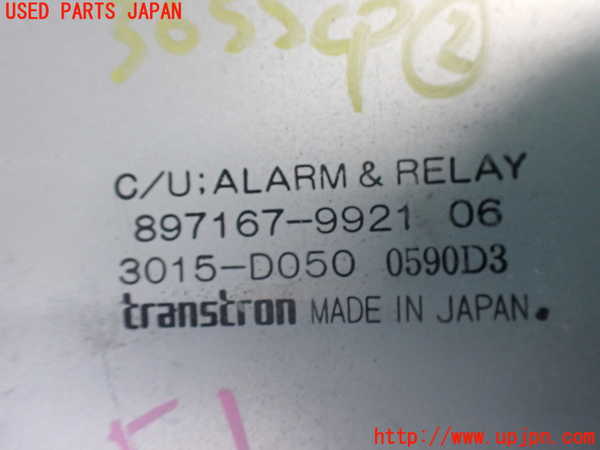 USED PARTS JAPAN
C/U;ALARM & RELAY
897167-9921 06
3015-D050 0590D3
transtron MADE IN JAPAN.
51
http://www.upjpn.com/